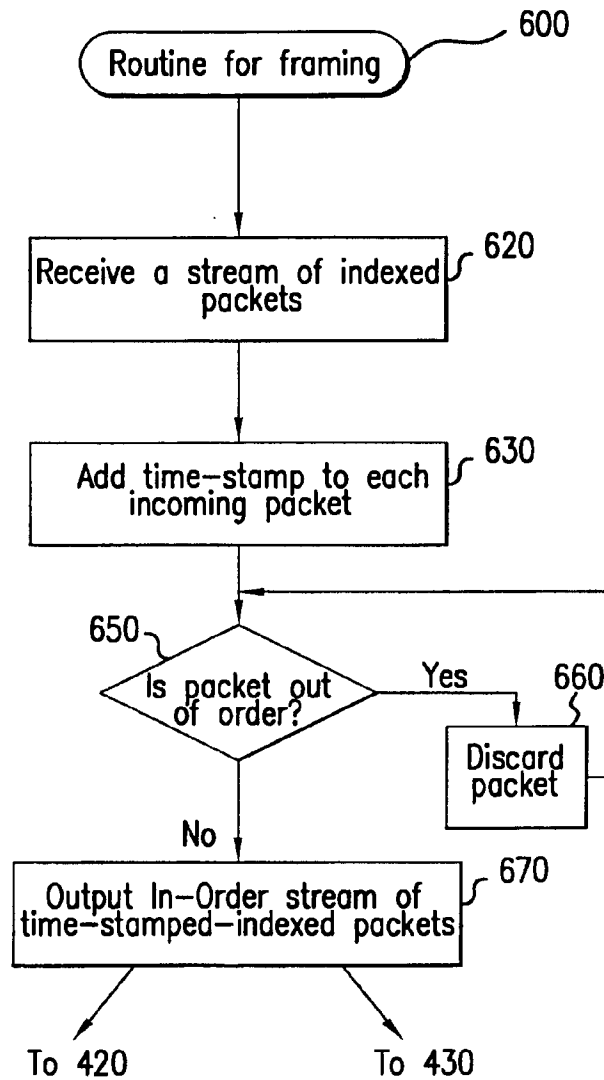 600
Routine for framing
620
Receive a stream of indexed
packets
630
Add time-stamp to each
incoming packet
650
Is packet out
of order?
Yes
660
Discard
packet
No
670
Output In-Order stream of
time-stamped-indexed packets
To 420
To 430